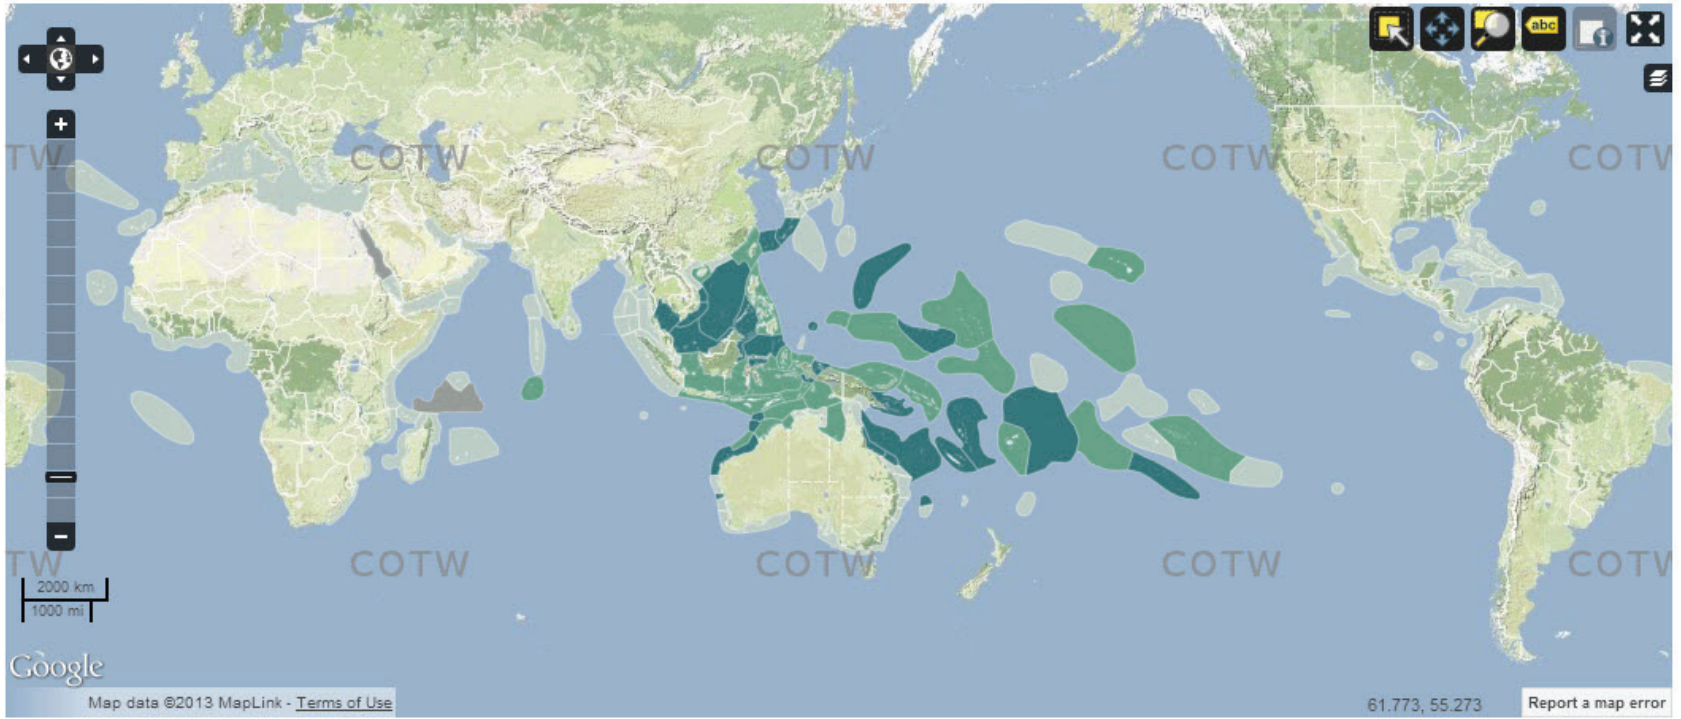 abc
TW COTW COTW COTW COTW
TW COTW COTW COTW COTW
2000 km
1000 mi
Google
Map data ©2013 MapLink - Terms of Use
61.773, 55.273
Report a map error